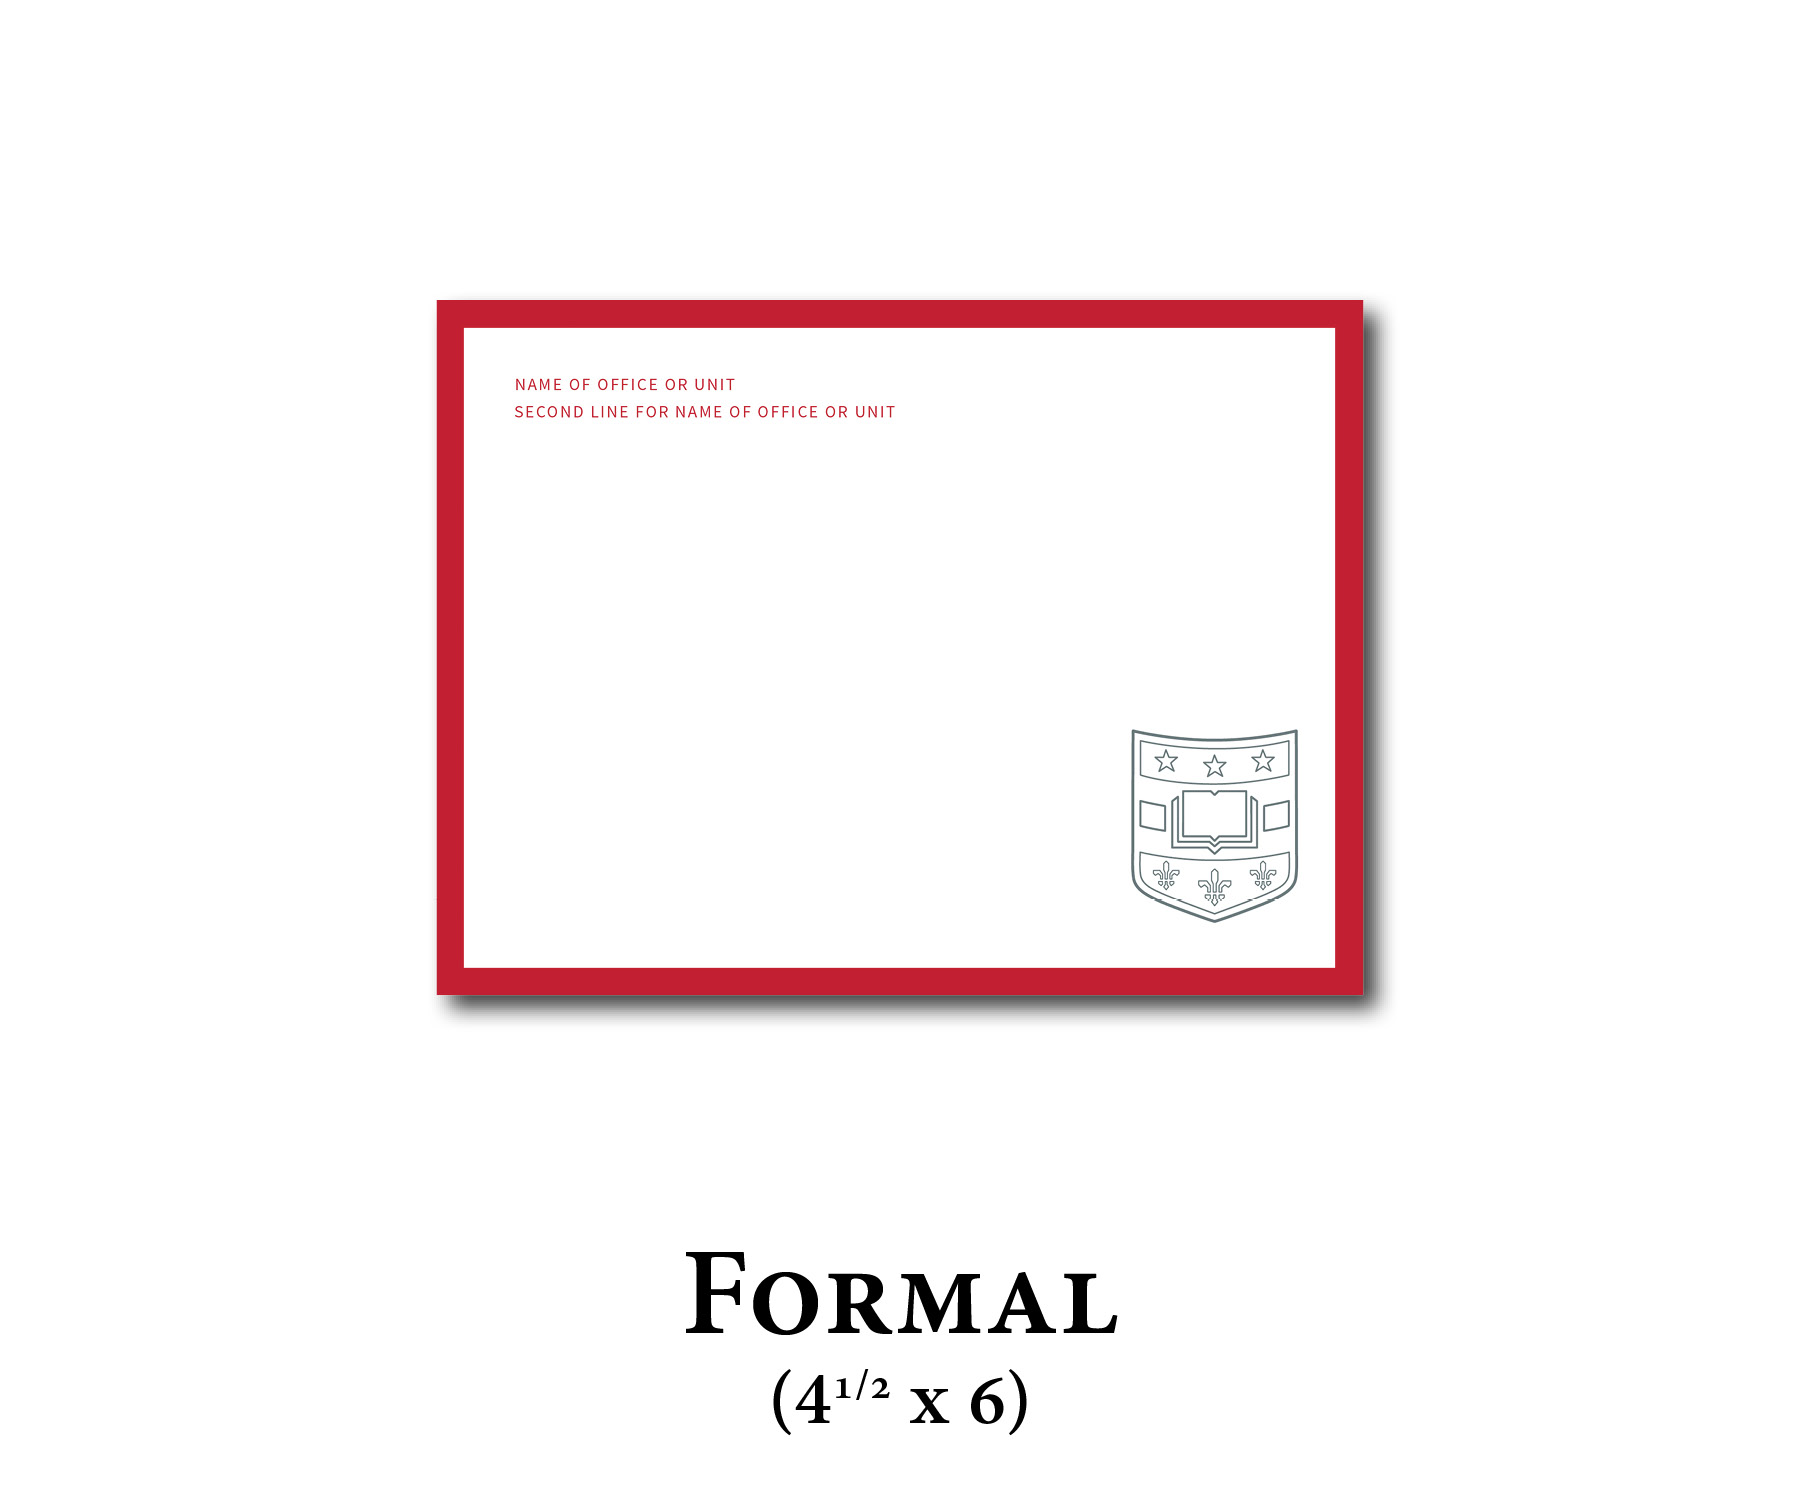 NAME OF OFFICE OR UNIT
SECOND LINE FOR NAME OF OFFICE OR UNIT
Formal
(4 1/2 x 6)